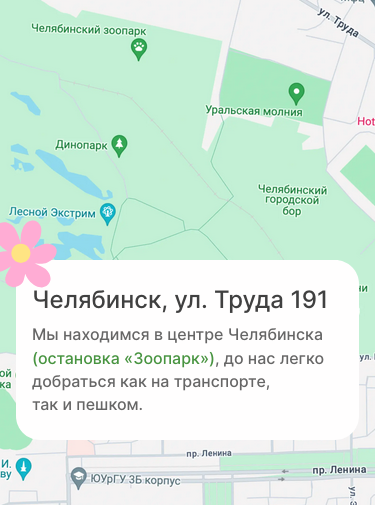 Челябинский зоопарк
ул. Труда
Уральская молния
Hot
Динопарк
Челябинский
городской
бор
Лесной Экстрим
Челябинск, ул. Труда 191
Мы находимся в центре Челябинска
(остановка «Зоопарк»), до нас легко
добраться как на транспорте,
так и пешком.
пр. Ленина
И.
ву
ЮУрГУ 3Б корпус
пр. Ленина